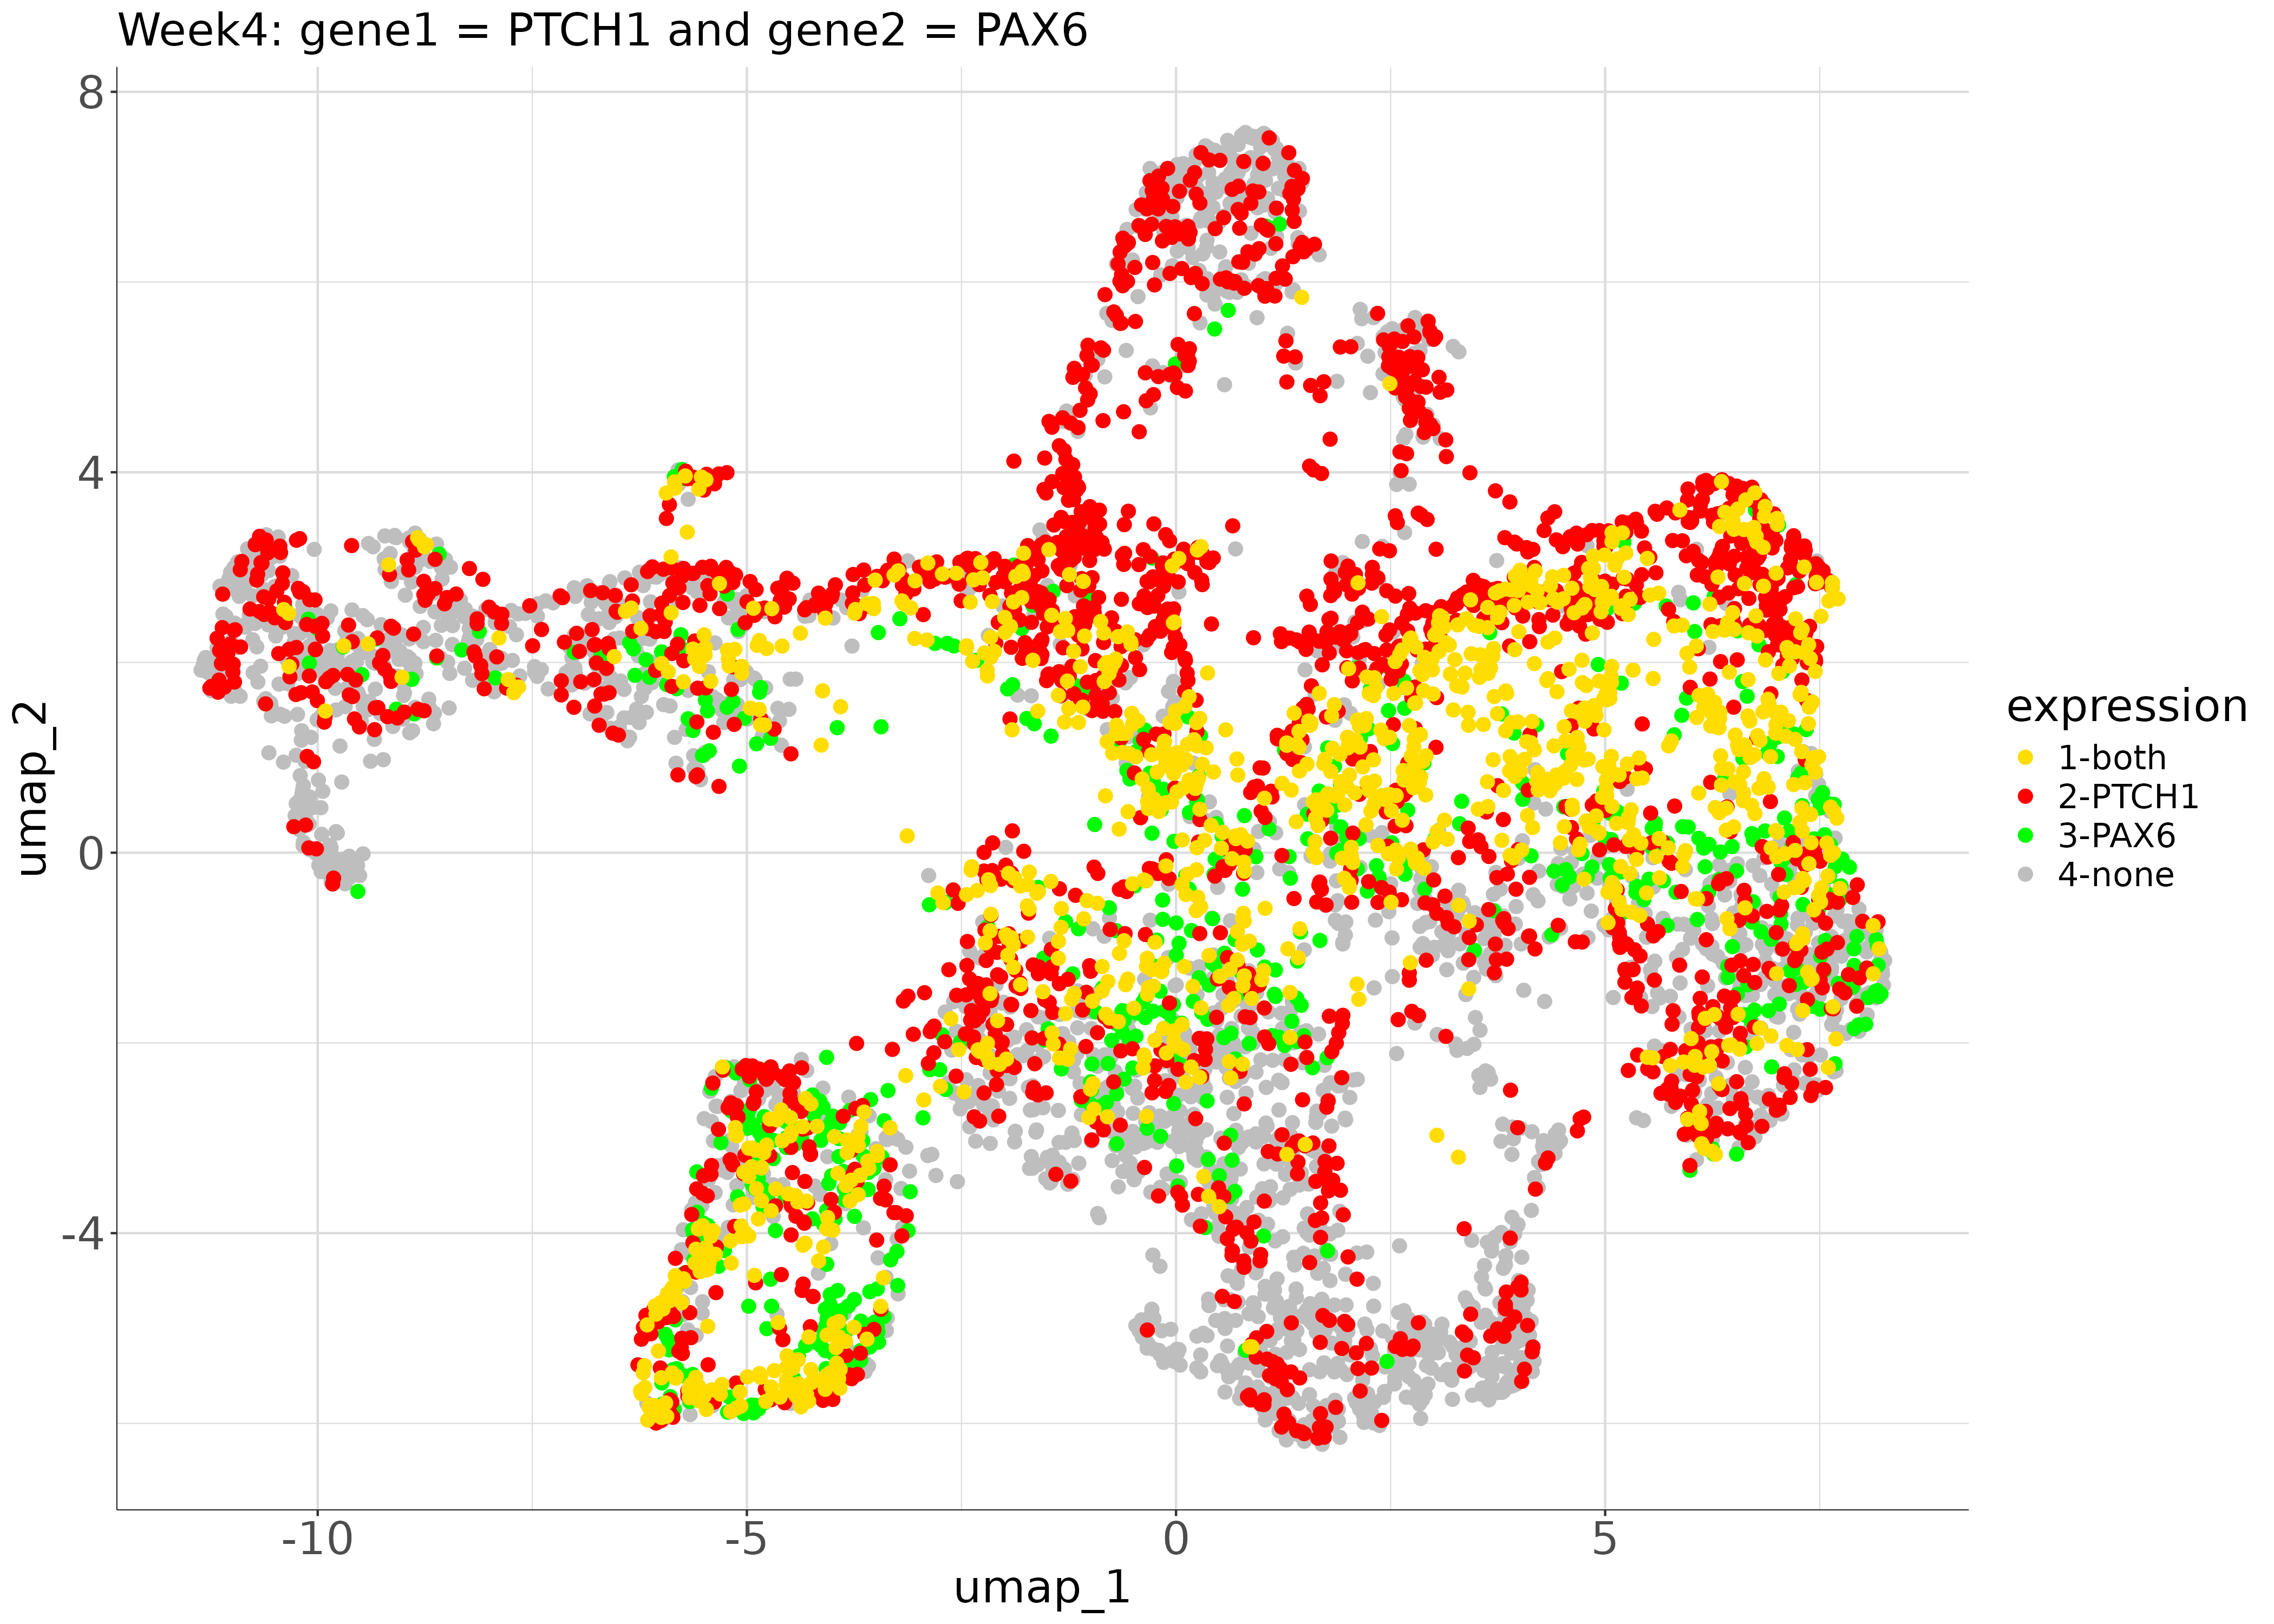 Week4: gene1 = PTCH1 and gene2 = PAX6
8
4
0
-4
umap_2
-10
-5
0
5
umap_1
expression
1-both
2-PTCH1
3-PAX6
4-none